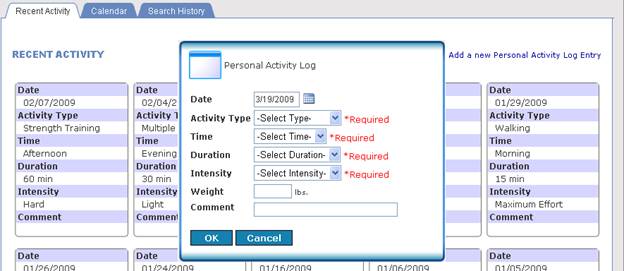 Recent Activity Calendar Search History
RECENT ACTIVITY
Add a new Personal Activity Log Entry
Personal Activity Log
Date 3/19/2009
Activity Type -Select Type- *Required
Time -Select Time- *Required
Duration -Select Duration- *Required
Intensity -Select Intensity- *Required
Weight lbs.
Comment
OK Cancel
Date
02/07/2009
Activity Type
Strength Training
Time
Afternoon
Duration
60 min
Intensity
Hard
Comment
Date
02/04/2
Activity T
Multiple
Time
Evening
Duration
30 min
Intensity
Light
Comment
Date
01/29/2009
Activity Type
Walking
Time
Morning
Duration
15 min
Intensity
Maximum Effort
Comment
Date Date Date
01/26/2009 01/24/2009 01/16/2009 01/06/2009 01/05/2009